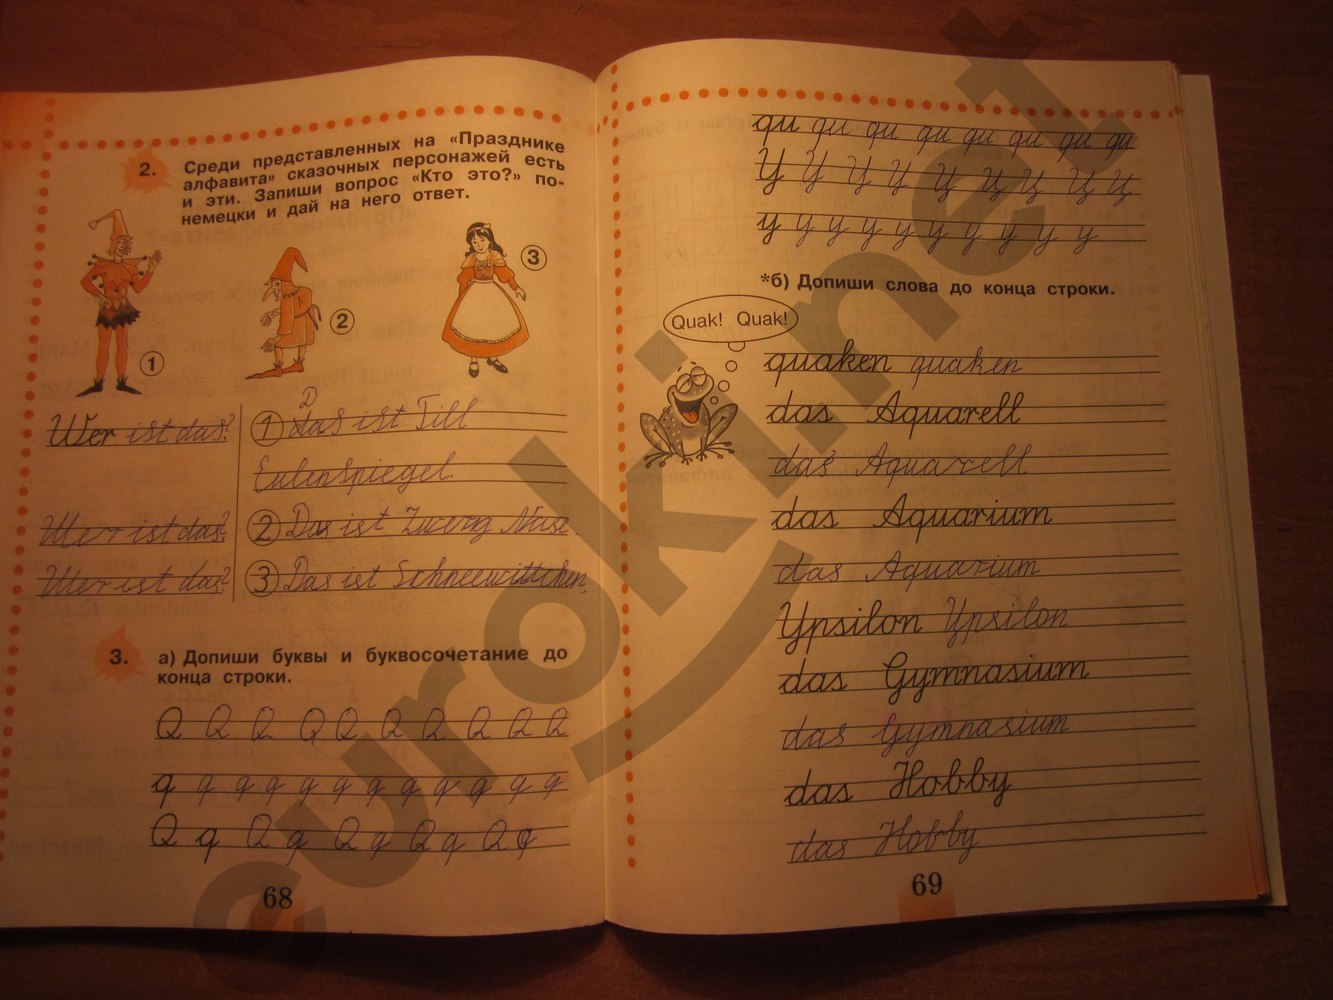 2. Среди представленных на «Празднике
алфавита» сказочных персонажей есть
и эти. Запиши вопрос «Кто это?» по-
немецки и дай на него ответ.
1
2
3
Wer ist das?
1 Das ist Till
Eulenspiegel.
Wer ist das?
2 Das ist Zwerg Nase.
Wer ist das?
3 Das ist Schneewittchen.
3. а) Допиши буквы и буквосочетание до
конца строки.
Q Q Q Q Q Q Q Q Q Q
q q q q q q q q q q q q
Q q Q q Q q Q q Q q
68
qu qu qu qu qu qu qu qu
Y Y Y Y Y Y Y Y Y
y y y y y y y y y y
*б) Допиши слова до конца строки.
Quak! Quak!
quaken quaken
das Aquarell
das Aquarell
das Aquarium
das Aquarium
Ypsilon Ypsilon
das Gymnasium
das Gymnasium
das Hobby
das Hobby
69
eurokinet